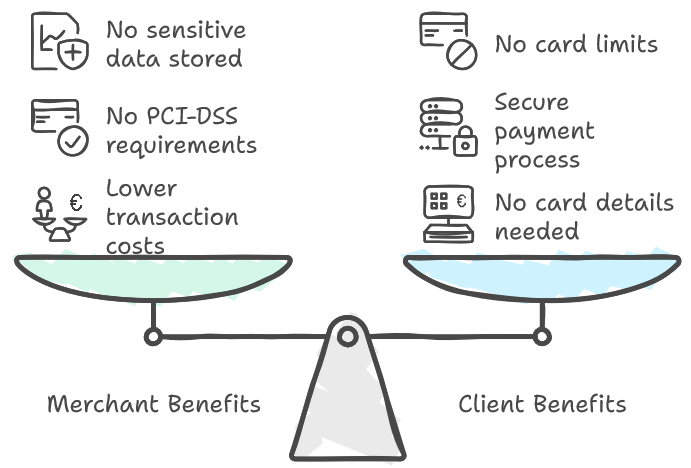 No sensitive
data stored
No PCI-DSS
requirements
€
Lower
transaction
costs
No card limits
Secure
payment
process
€
No card details
needed
Merchant Benefits
Client Benefits